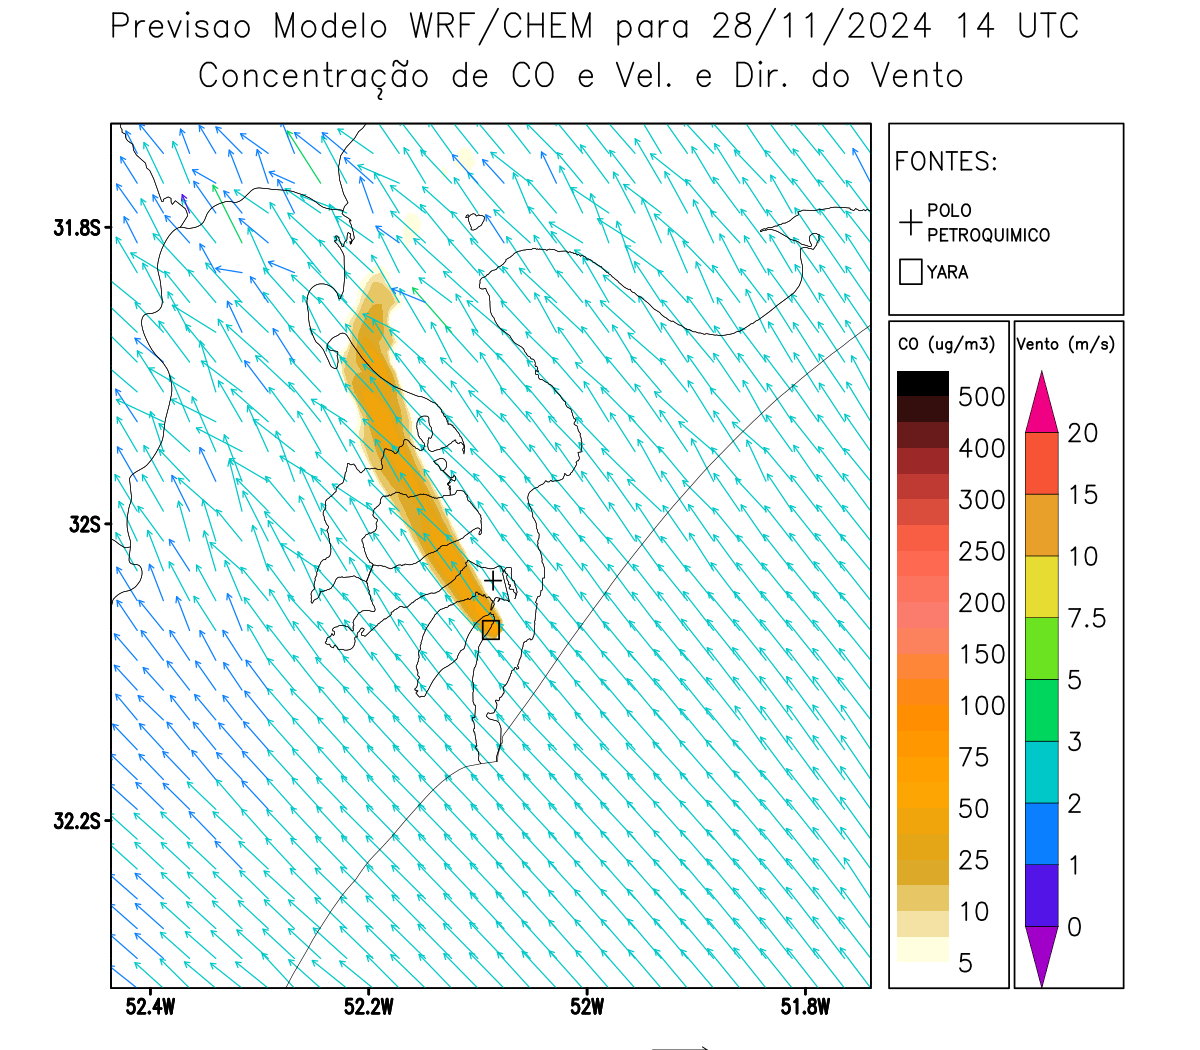 Previsao Modelo WRF/CHEM para 28/11/2024 14 UTC
Concentração de CO e Vel. e Dir. do Vento
FONTES:
POLO
PETROQUIMICO
YARA
31.8S
32S
32.2S
52.4W
52.2W
52W
51.8W
CO (ug/m3)
500
400
300
250
200
150
100
75
50
25
10
5
Vento (m/s)
20
15
10
7.5
5
3
2
1
0